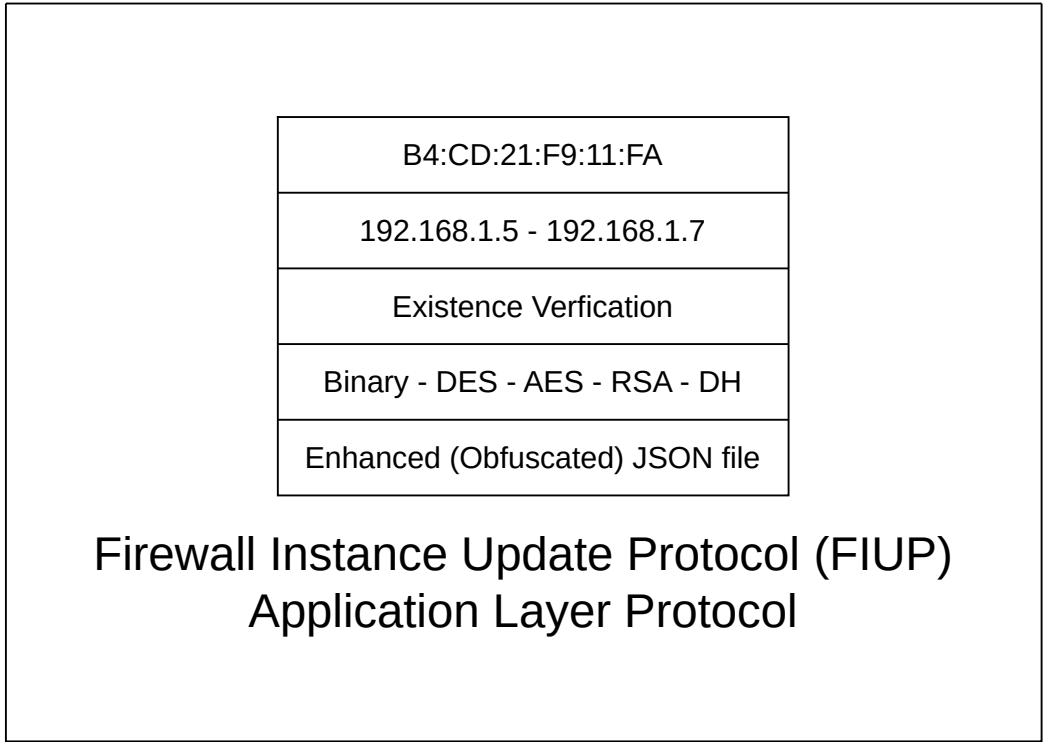 B4:CD:21:F9:11:FA
192.168.1.5 - 192.168.1.7
Existence Verfication
Binary - DES - AES - RSA - DH
Enhanced (Obfuscated) JSON file
Firewall Instance Update Protocol (FIUP)
Application Layer Protocol